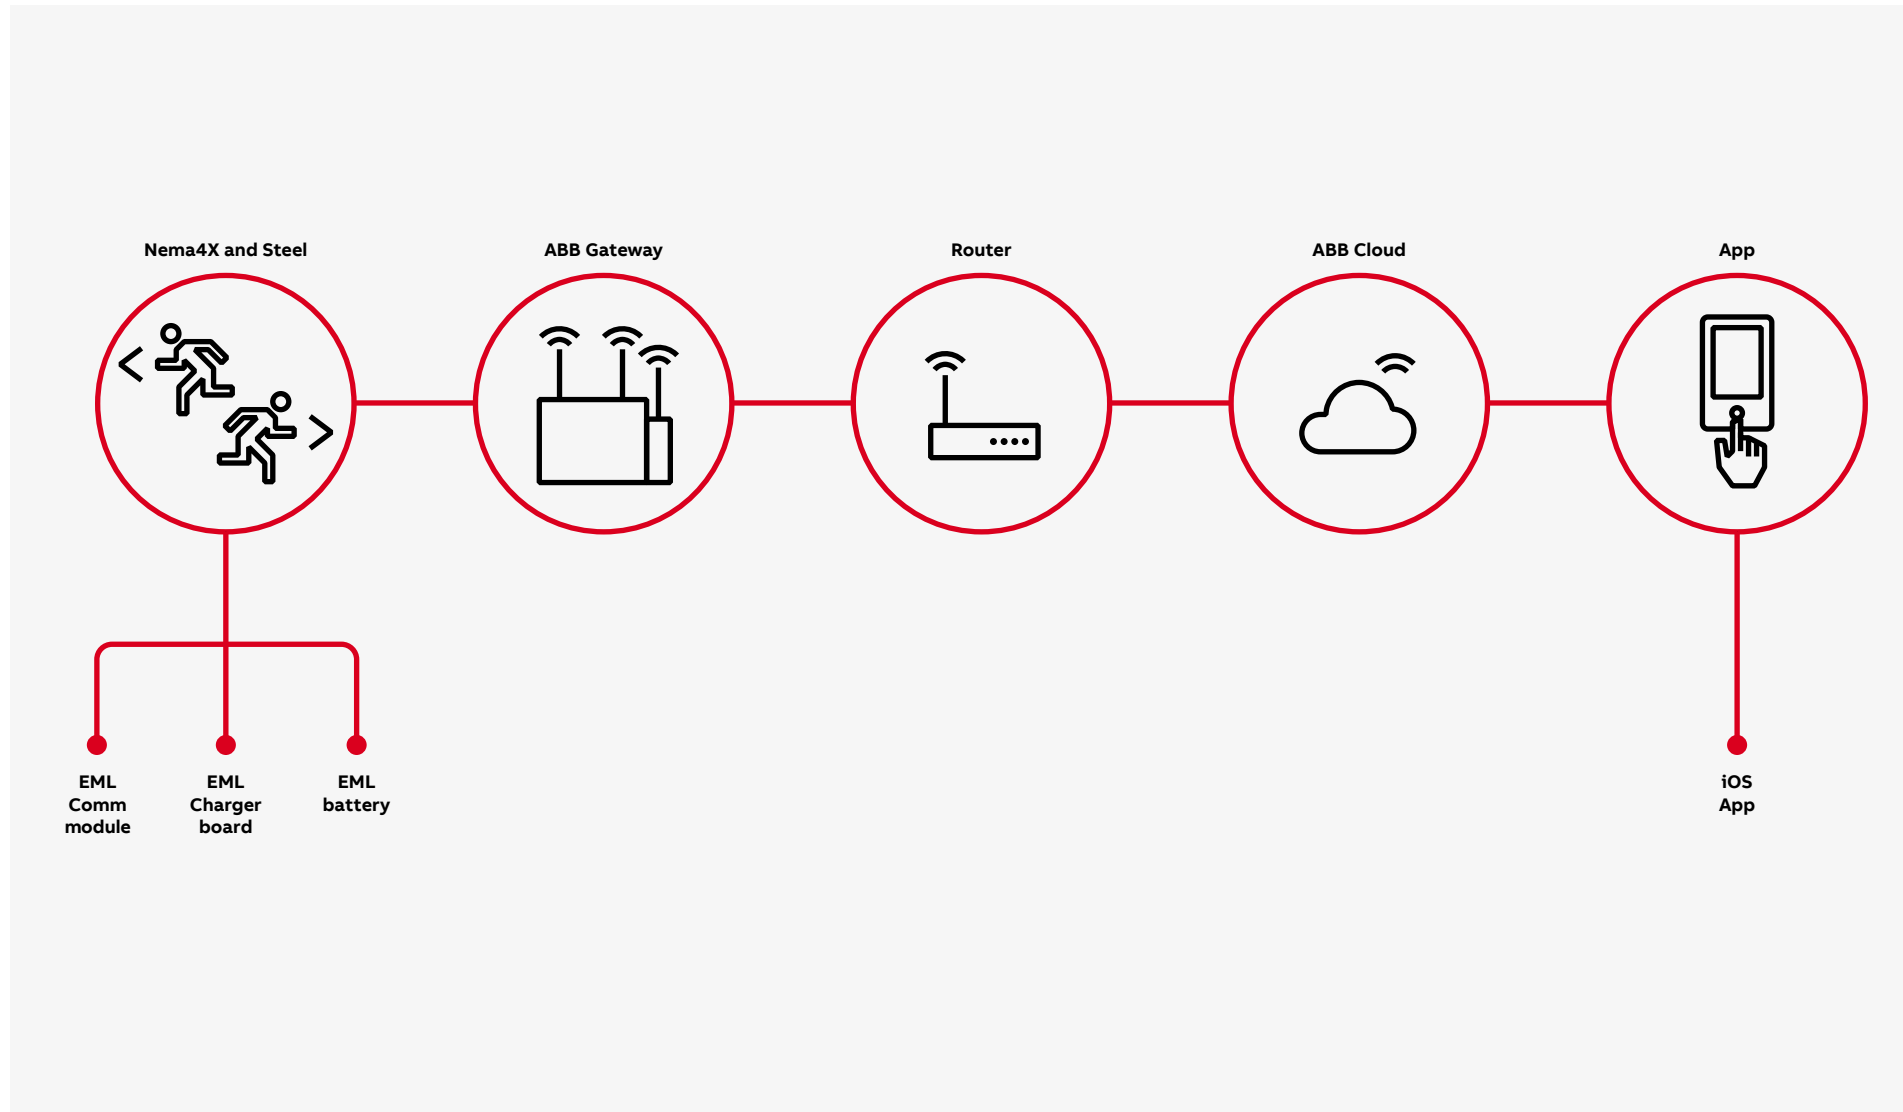 Nema4X and Steel
ABB Gateway
Router
ABB Cloud
App
EML
Comm
module
EML
Charger
board
EML
battery
iOS
App